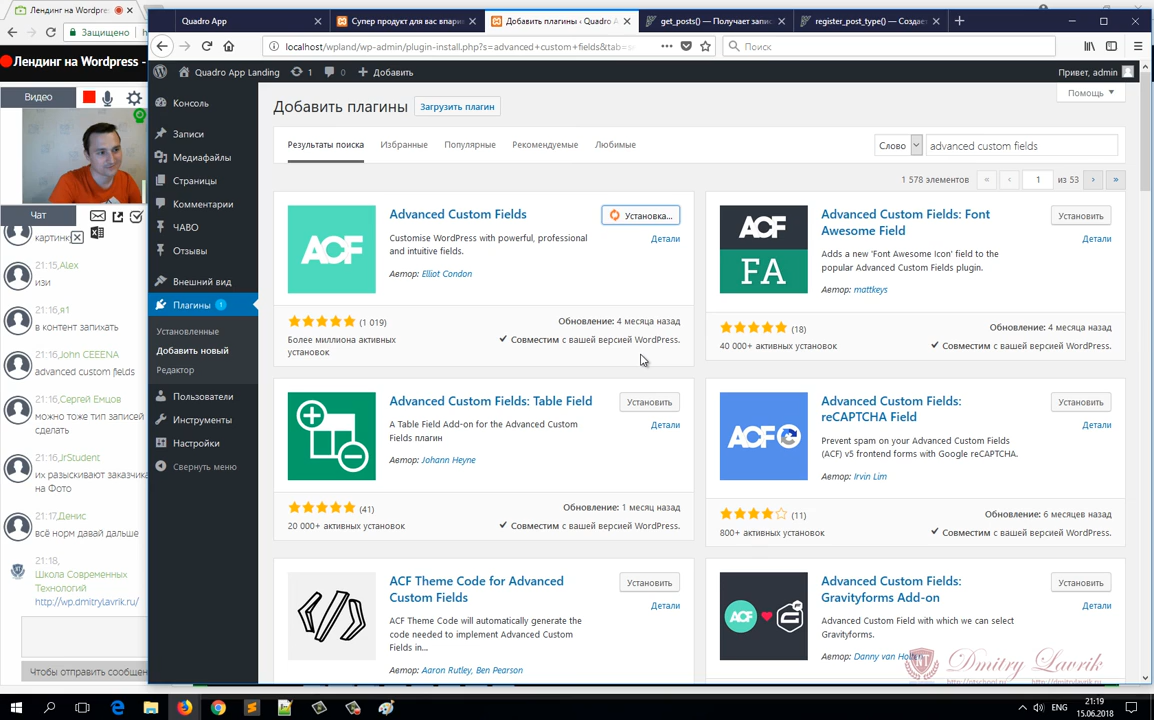 Лендинг на Wordpress
Защищено
Лендинг на Wordpress -
Видео
Чат
картинк
21:15,Alex
изи
21:16,я1
в контент запихать
21:16,John CEEENA
advanced custom fields
21:16,Сергей Емцов
можно тоже тип записей
сделать
21:16,JrStudent
их разыскивают заказчика
на Фото
21:17,Денис
всё норм давай дальше
21:18,
Школа Современных
Технологий
http://wp.dmitrylavrik.ru/
Чтобы отправить сообщен
Quadro App
Супер продукт для вас впари
Добавить плагины ‹ Quadro A
get_posts() — Получает запис
register_post_type() — Создае
localhost/wpland/wp-admin/plugin-install.php?s=advanced+custom+fields&tab=s
Поиск
Quadro App Landing
1
0
Добавить
Привет, admin
Консоль
Записи
Медиафайлы
Страницы
Комментарии
ЧАВО
Отзывы
Внешний вид
Плагины 1
Установленные
Добавить новый
Редактор
Пользователи
Инструменты
Настройки
Свернуть меню
Добавить плагины
Загрузить плагин
Помощь
Результаты поиска
Избранные
Популярные
Рекомендуемые
Любимые
Слово
advanced custom fields
1 578 элементов
« ‹ 1 из 53 › »
ACF
Advanced Custom Fields
Установка...
Детали
Customise WordPress with powerful, professional
and intuitive fields.
Автор: Elliot Condon
(1 019)
Более миллиона активных
установок
Обновление: 4 месяца назад
Совместим с вашей версией WordPress.
ACF
FA
Advanced Custom Fields: Font
Awesome Field
Установить
Детали
Adds a new 'Font Awesome Icon' field to the
popular Advanced Custom Fields plugin.
Автор: mattkeys
(18)
40 000+ активных установок
Обновление: 4 месяца назад
Совместим с вашей версией WordPress.
Advanced Custom Fields: Table Field
Установить
Детали
A Table Field Add-on for the Advanced Custom
Fields плагин
Автор: Johann Heyne
(41)
20 000+ активных установок
Обновление: 1 месяц назад
Совместим с вашей версией WordPress.
ACF
Advanced Custom Fields:
reCAPTCHA Field
Установить
Детали
Prevent spam on your Advanced Custom Fields
(ACF) v5 frontend forms with Google reCAPTCHA.
Автор: Irvin Lim
(11)
800+ активных установок
Обновление: 6 месяцев назад
Совместим с вашей версией WordPress.
ACF Theme Code for Advanced
Custom Fields
Установить
Детали
ACF Theme Code will automatically generate the
code needed to implement Advanced Custom
Fields in...
Автор: Aaron Rutley, Ben Pearson
ACF
Advanced Custom Fields:
Gravityforms Add-on
Установить
Детали
Advanced Custom Field with which we can select
Gravityforms.
Автор: Danny van
Dmitry Lavrik
ENG
21:19
15.06.2018